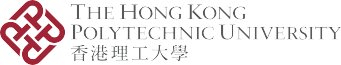 THE HONG KONG
POLYTECHNIC UNIVERSITY
香港理工大學